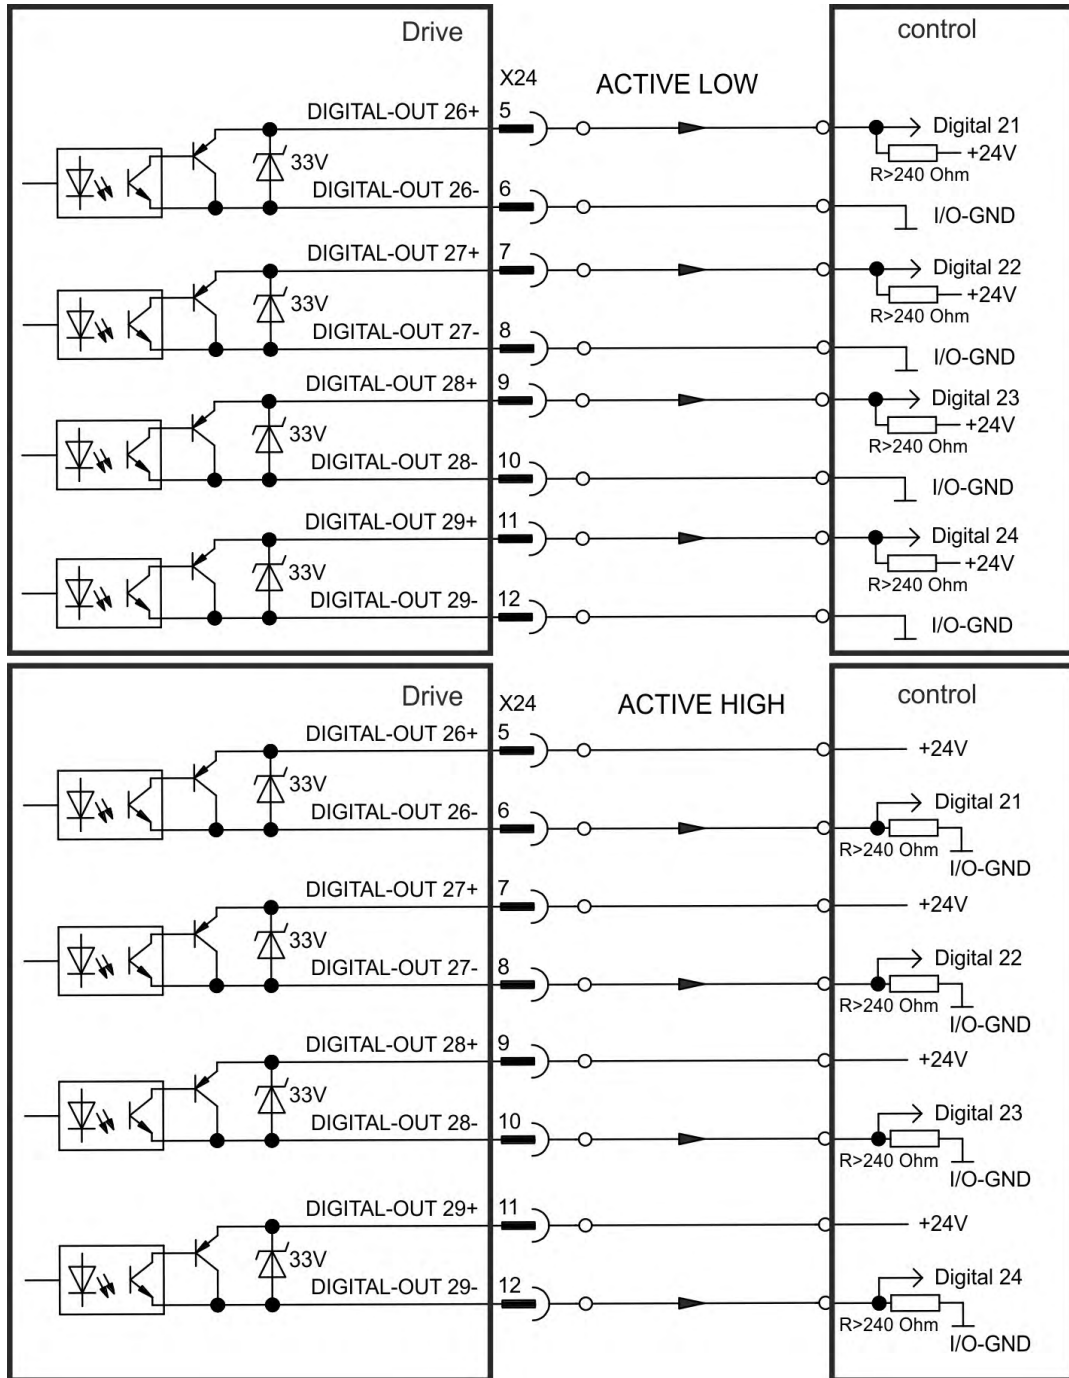 Drive
control
X24
ACTIVE LOW
DIGITAL-OUT 26+
5
Digital 21
33V
+24V
R>240 Ohm
DIGITAL-OUT 26-
6
I/O-GND
DIGITAL-OUT 27+
7
Digital 22
33V
+24V
R>240 Ohm
DIGITAL-OUT 27-
8
I/O-GND
DIGITAL-OUT 28+
9
Digital 23
33V
+24V
R>240 Ohm
DIGITAL-OUT 28-
10
I/O-GND
DIGITAL-OUT 29+
11
Digital 24
33V
+24V
R>240 Ohm
DIGITAL-OUT 29-
12
I/O-GND
Drive
control
X24
ACTIVE HIGH
DIGITAL-OUT 26+
5
+24V
33V
DIGITAL-OUT 26-
6
Digital 21
R>240 Ohm
I/O-GND
DIGITAL-OUT 27+
7
+24V
33V
DIGITAL-OUT 27-
8
Digital 22
R>240 Ohm
I/O-GND
DIGITAL-OUT 28+
9
+24V
33V
DIGITAL-OUT 28-
10
Digital 23
R>240 Ohm
I/O-GND
DIGITAL-OUT 29+
11
+24V
33V
DIGITAL-OUT 29-
12
Digital 24
R>240 Ohm
I/O-GND